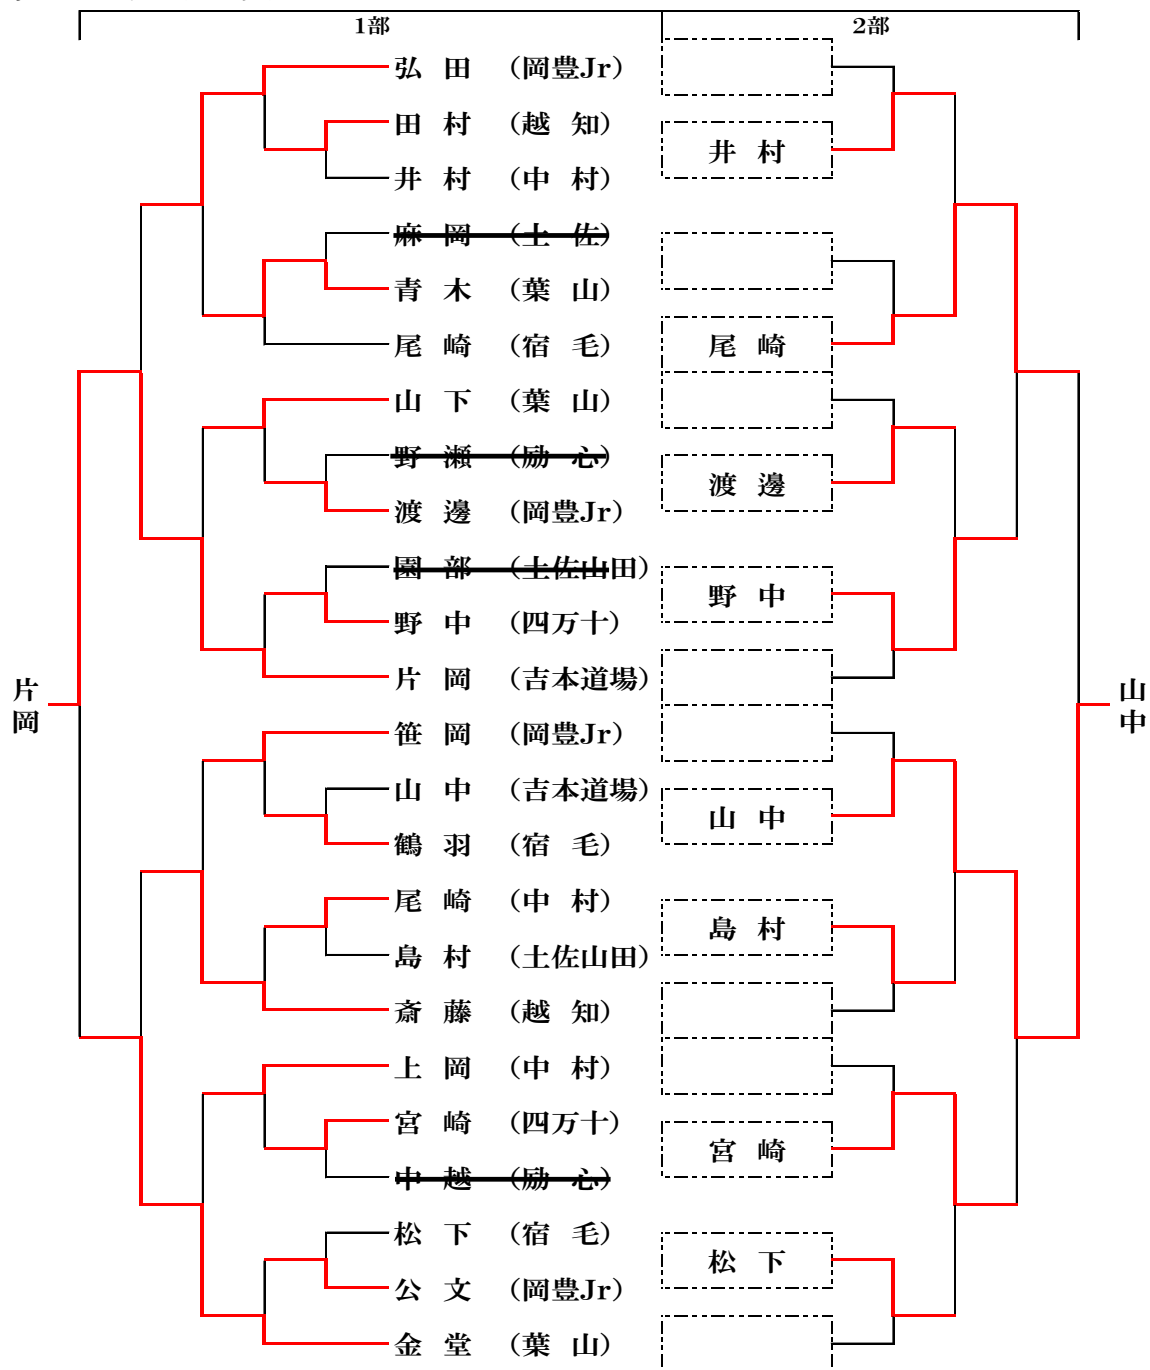 1部 2部
弘 田 (岡豊Jr)
田 村 (越 知)
井 村
井 村 (中 村)
麻 岡 (土 佐)
青 木 (葉 山)
尾 崎 (宿 毛)
尾 崎
山 下 (葉 山)
野 瀬 (励 心)
渡 邊
渡 邊 (岡豊Jr)
園 部 (土佐山田)
野 中
野 中 (四万十)
片 岡 (吉本道場)
片岡
山中
笹 岡 (岡豊Jr)
山 中 (吉本道場)
山 中
鶴 羽 (宿 毛)
尾 崎 (中 村)
島 村
島 村 (土佐山田)
斎 藤 (越 知)
上 岡 (中 村)
宮 崎 (四万十)
宮 崎
中 越 (励 心)
松 下 (宿 毛)
松 下
公 文 (岡豊Jr)
金 堂 (葉 山)